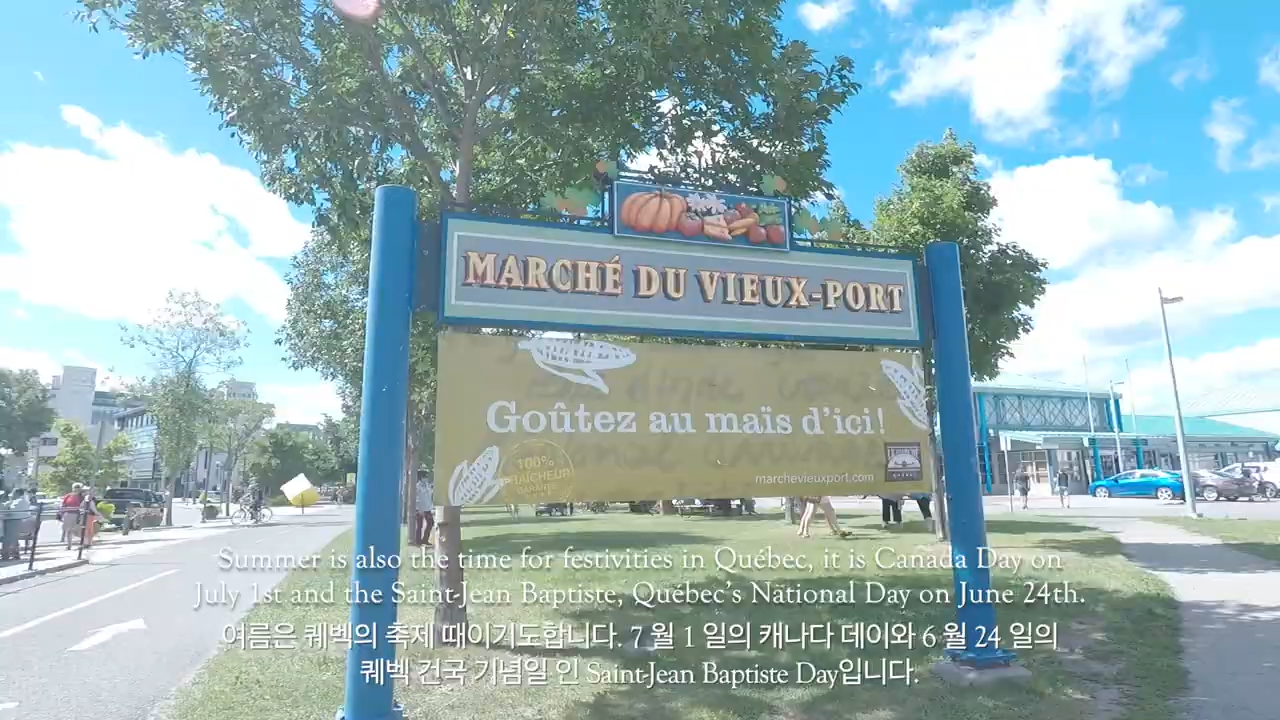 MARCHÉ DU VIEUX-PORT
Goûtez au maïs d'ici!
100%
FRAÎCHEUR
GARANTIE
marchevieuxport.com
Summer is also the time for festivities in Québec, it is Canada Day on
July 1st and the Saint-Jean Baptiste, Québec's National Day on June 24th.
여름은 퀘벡의 축제 때이기도합니다. 7 월 1 일의 캐나다 데이와 6 월 24 일의
퀘벡 건국 기념일 인 Saint-Jean Baptiste Day입니다.